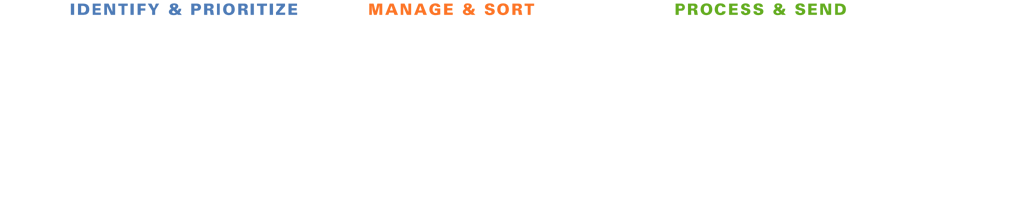 IDENTIFY & PRIORITIZE
MANAGE & SORT
PROCESS & SEND